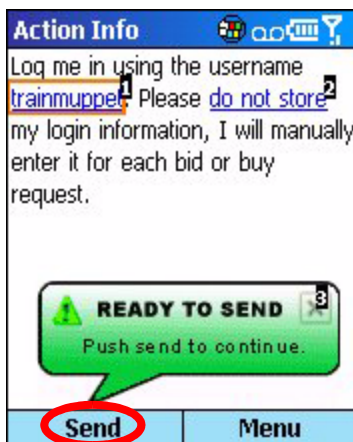 Action Info
Log me in using the username
trainmuppet. Please do not store
my login information, I will manually
enter it for each bid or buy
request.
1
2
3
READY TO SEND
Push send to continue.
Send Menu